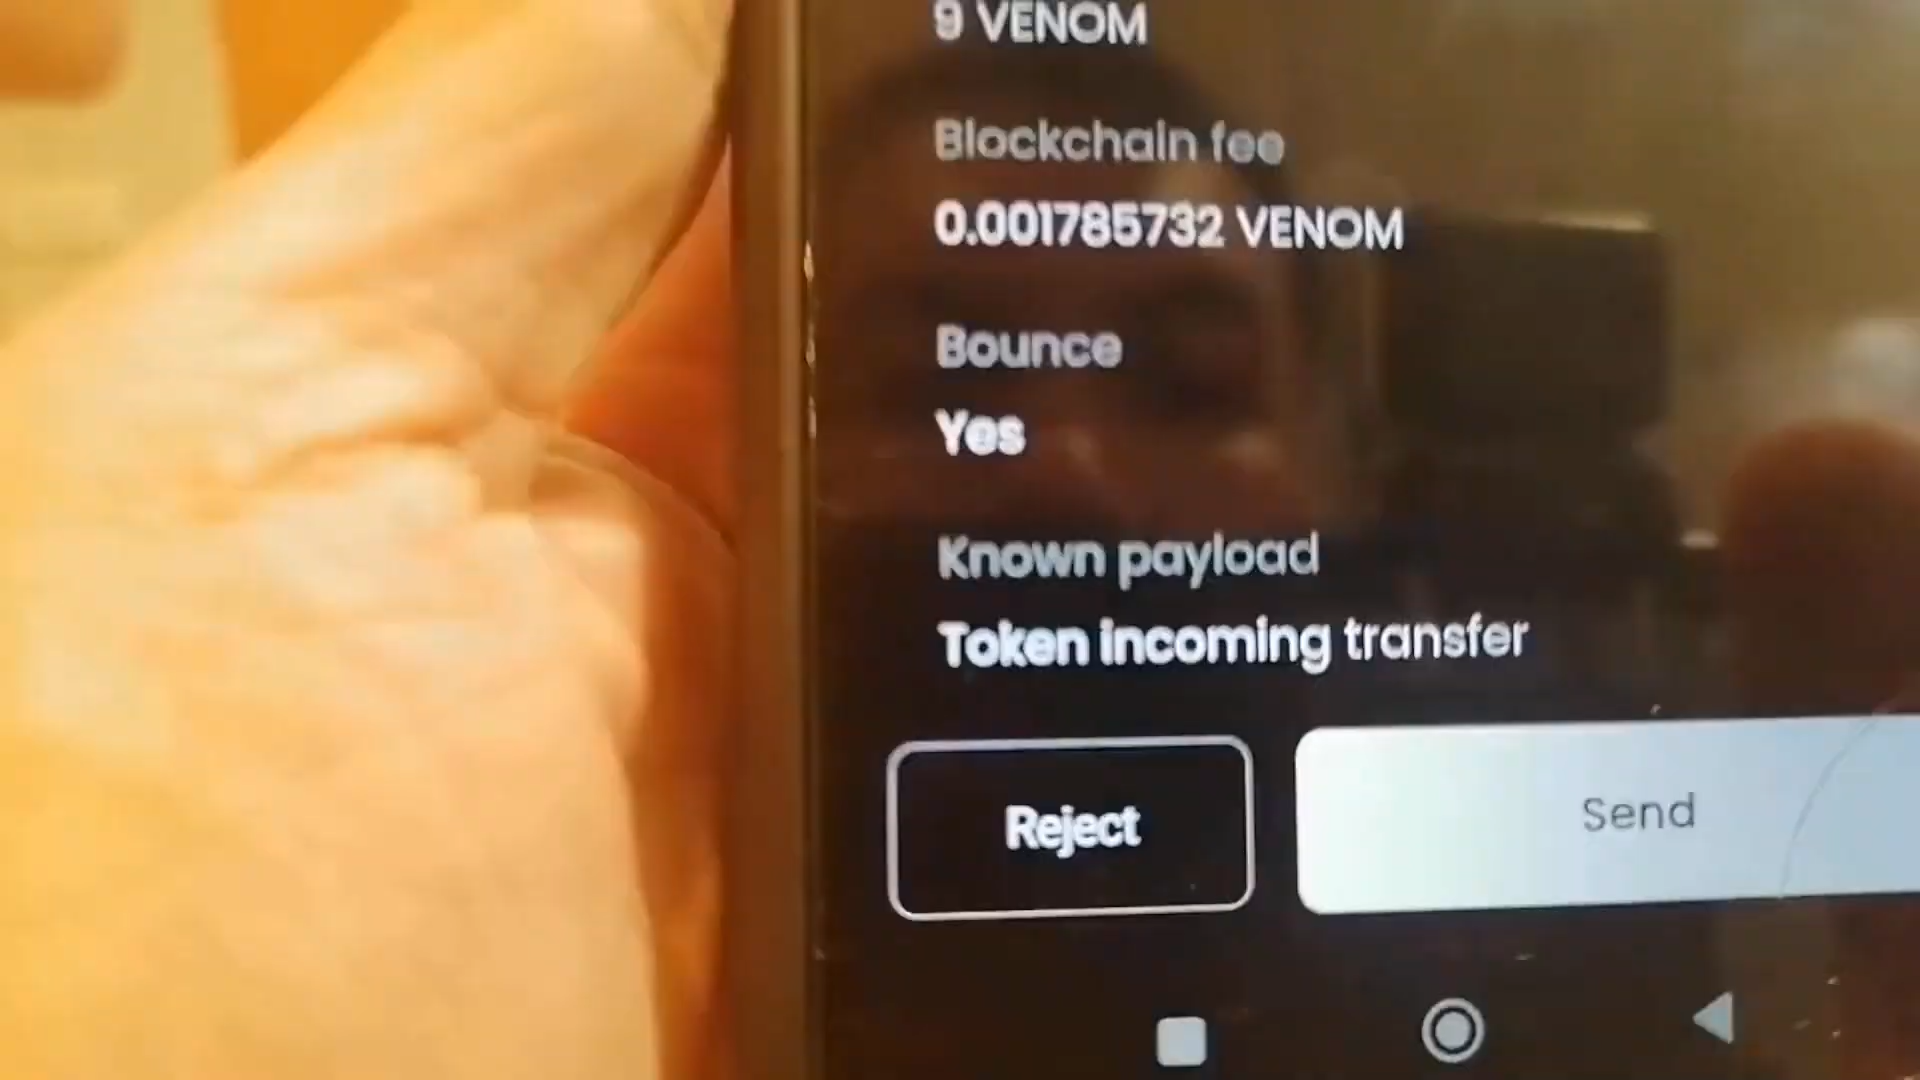 9 VENOM
Blockchain fee
0.001785732 VENOM
Bounce
Yes
Known payload
Token incoming transfer
Reject
Send